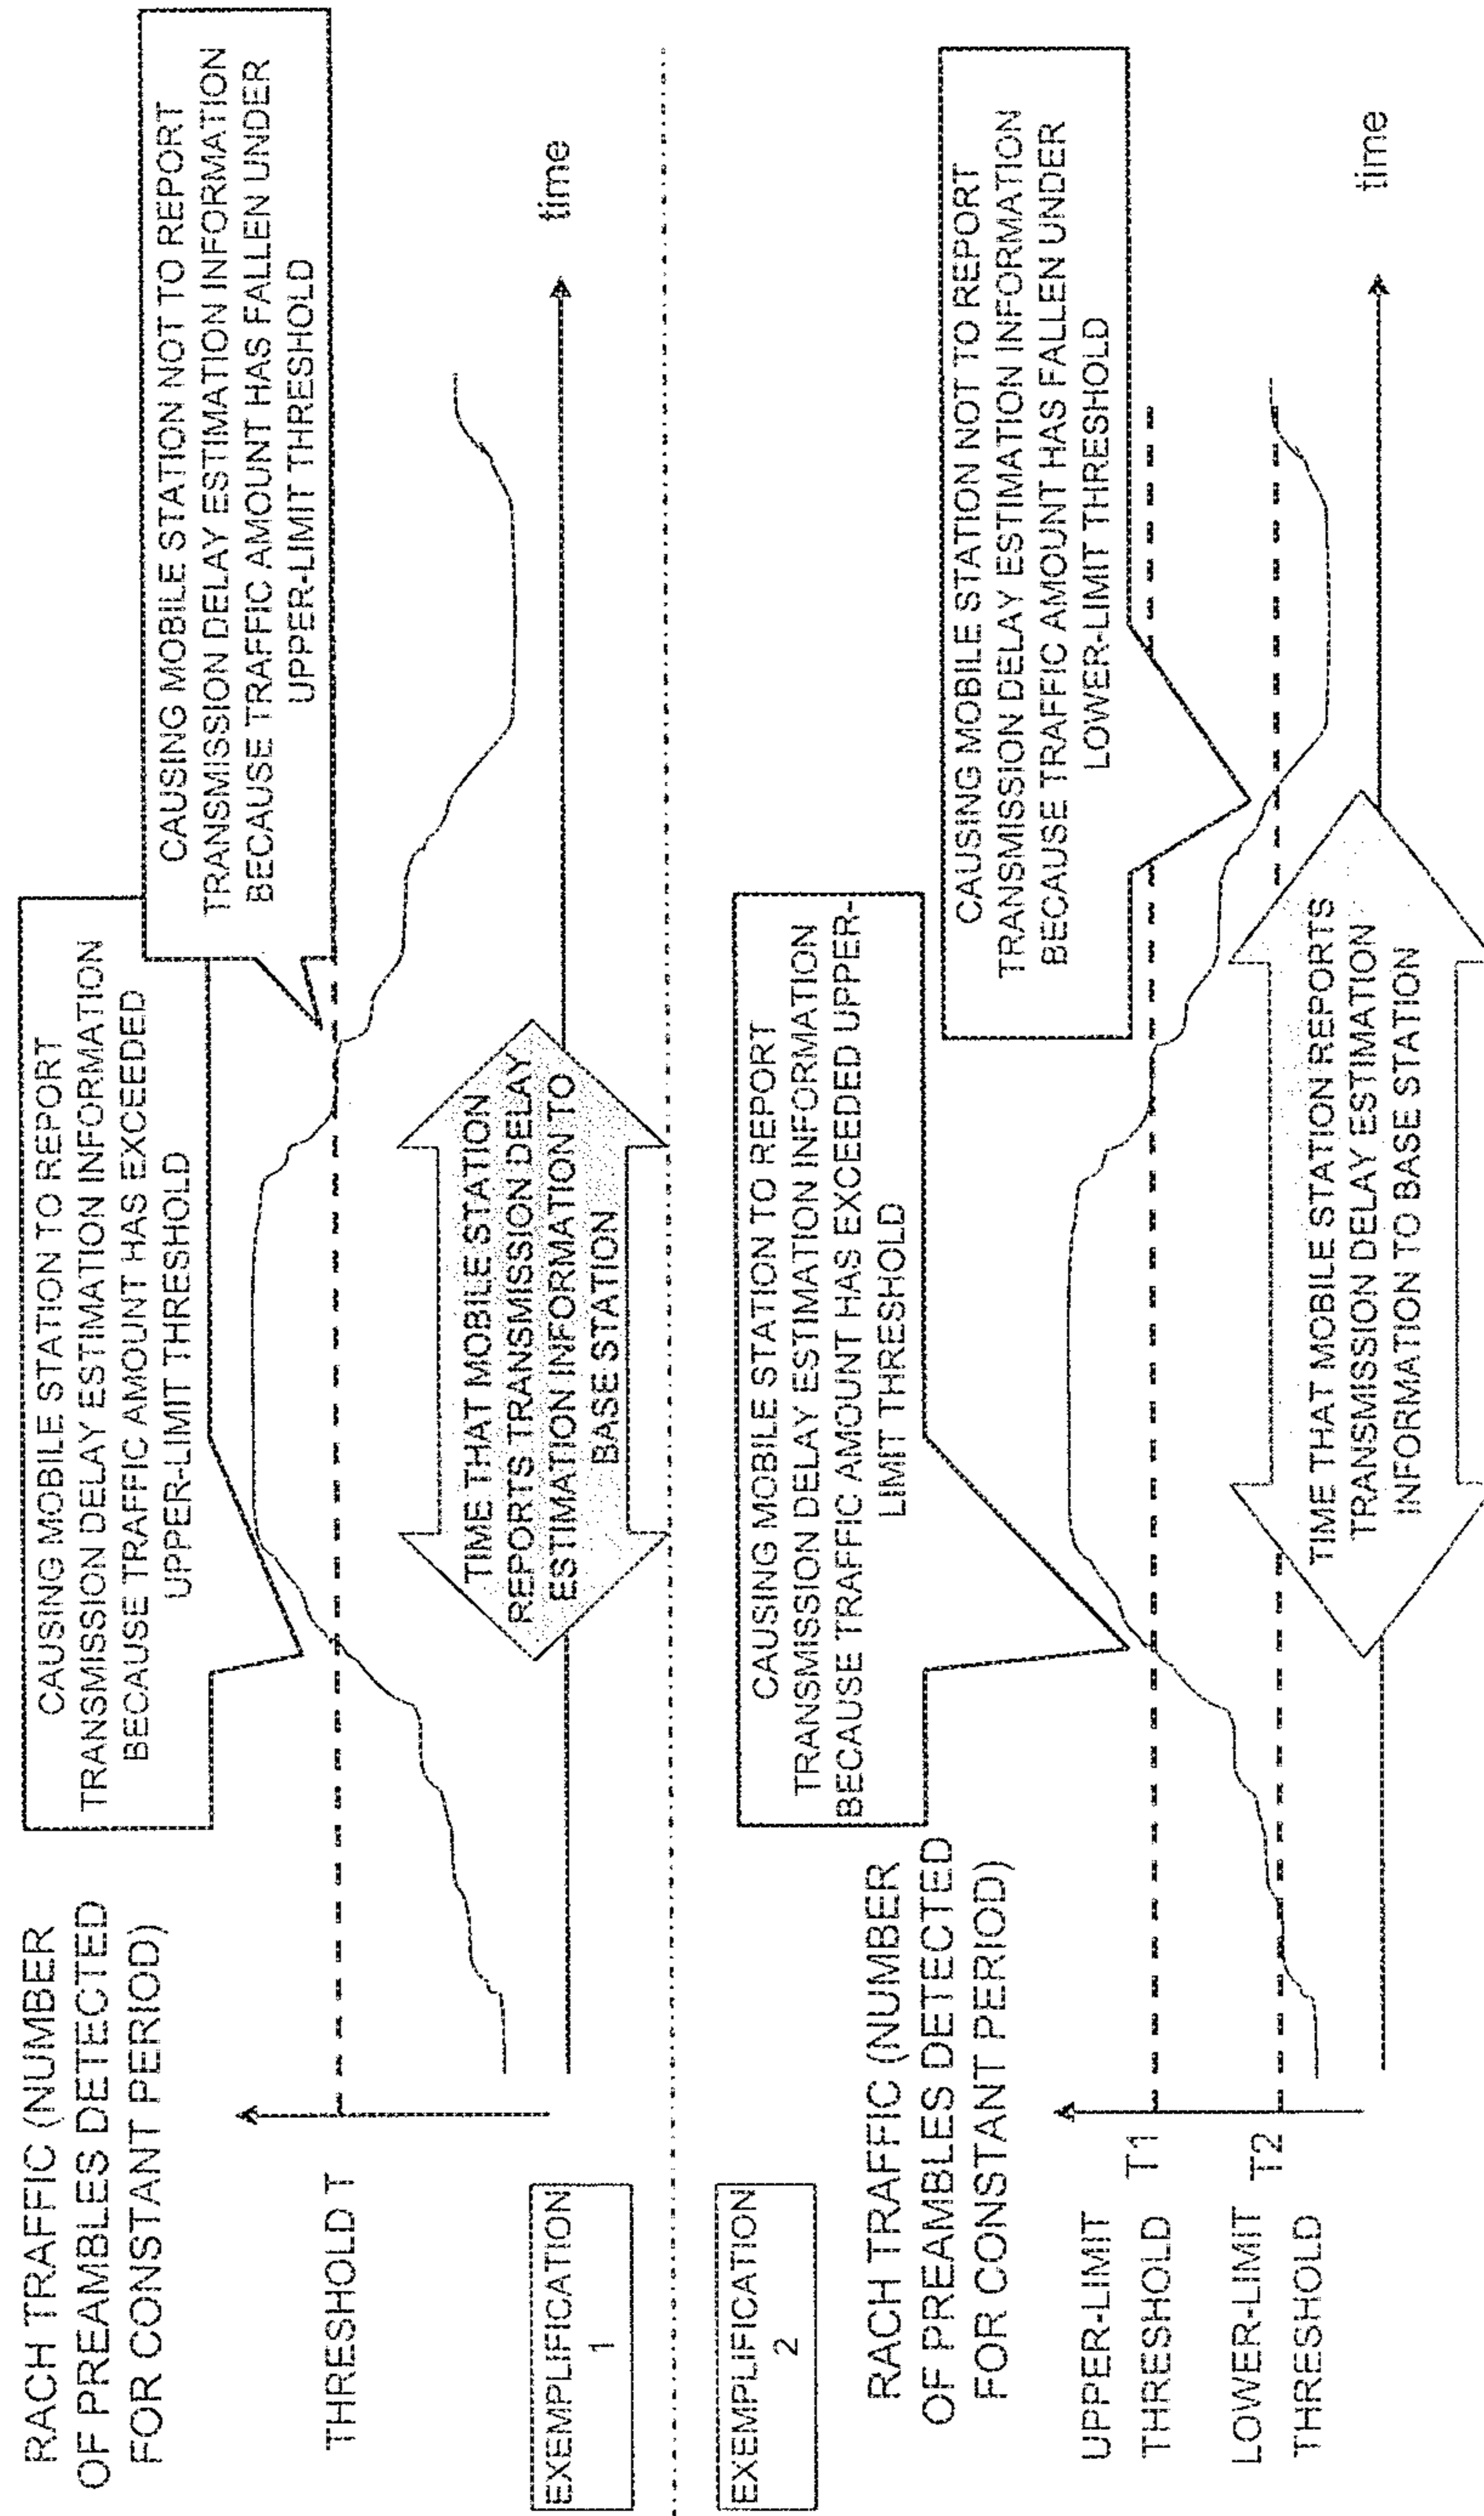 RACH TRAFFIC (NUMBER
OF PREAMBLES DETECTED
FOR CONSTANT PERIOD)
CAUSING MOBILE STATION TO REPORT
TRANSMISSION DELAY ESTIMATION INFORMATION
BECAUSE TRAFFIC AMOUNT HAS EXCEEDED
UPPER-LIMIT THRESHOLD
CAUSING MOBILE STATION NOT TO REPORT
TRANSMISSION DELAY ESTIMATION INFORMATION
BECAUSE TRAFFIC AMOUNT HAS FALLEN UNDER
UPPER-LIMIT THRESHOLD
THRESHOLD T
TIME THAT MOBILE STATION
REPORTS TRANSMISSION DELAY
ESTIMATION INFORMATION TO
BASE STATION
time
EXEMPLIFICATION
1
EXEMPLIFICATION
2
RACH TRAFFIC (NUMBER
OF PREAMBLES DETECTED
FOR CONSTANT PERIOD)
CAUSING MOBILE STATION TO REPORT
TRANSMISSION DELAY ESTIMATION INFORMATION
BECAUSE TRAFFIC AMOUNT HAS EXCEEDED UPPER-
LIMIT THRESHOLD
CAUSING MOBILE STATION NOT TO REPORT
TRANSMISSION DELAY ESTIMATION INFORMATION
BECAUSE TRAFFIC AMOUNT HAS FALLEN UNDER
LOWER-LIMIT THRESHOLD
UPPER-LIMIT
THRESHOLD T1
LOWER-LIMIT
THRESHOLD T2
TIME THAT MOBILE STATION REPORTS
TRANSMISSION DELAY ESTIMATION
INFORMATION TO BASE STATION
time